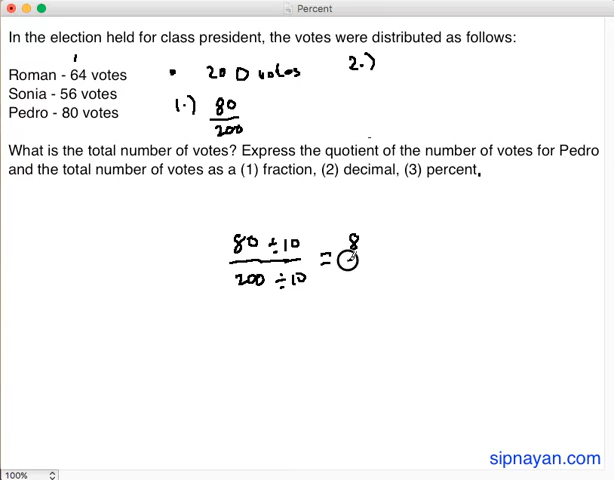 Percent
In the election held for class president, the votes were distributed as follows:
Roman - 64 votes
Sonia - 56 votes
Pedro - 80 votes
200 votes
1.) 80
200
2.)
What is the total number of votes? Express the quotient of the number of votes for Pedro
and the total number of votes as a (1) fraction, (2) decimal, (3) percent.
80 ÷ 10 = 8
200 ÷ 10
sipnayan.com
100%